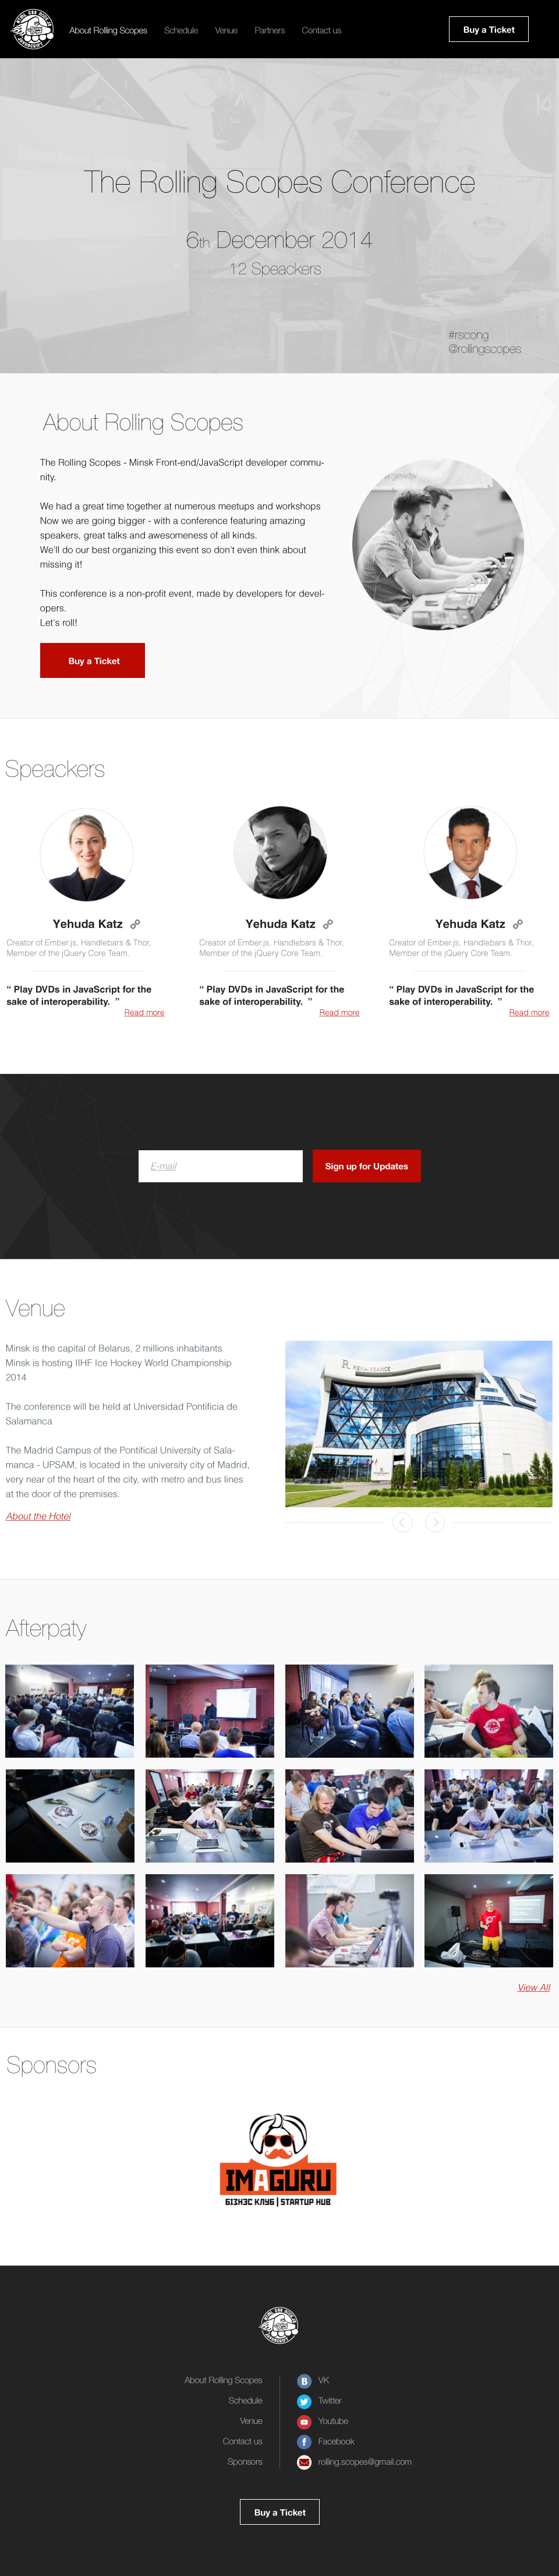 About Rolling Scopes Schedule Venue Partners Contact us Buy a Ticket
The Rolling Scopes Conference
6th December 2014
12 Speackers
#rscong
@rollingscopes
About Rolling Scopes
The Rolling Scopes - Minsk Front-end/JavaScript developer commu-
nity.
We had a great time together at numerous meetups and workshops
Now we are going bigger - with a conference featuring amazing
speakers, great talks and awesomeness of all kinds.
We'll do our best organizing this event so don't even think about
missing it!
This conference is a non-profit event, made by developers for devel-
opers.
Let's roll!
Buy a Ticket
Speackers
Yehuda Katz
Creator of Ember.js, Handlebars & Thor,
Member of the jQuery Core Team.
“ Play DVDs in JavaScript for the
sake of interoperability. ”
Read more
Yehuda Katz
Creator of Ember.js, Handlebars & Thor,
Member of the jQuery Core Team.
“ Play DVDs in JavaScript for the
sake of interoperability. ”
Read more
Yehuda Katz
Creator of Ember.js, Handlebars & Thor,
Member of the jQuery Core Team.
“ Play DVDs in JavaScript for the
sake of interoperability. ”
Read more
E-mail
Sign up for Updates
Venue
Minsk is the capital of Belarus, 2 millions inhabitants
Minsk is hosting IIHF Ice Hockey World Championship
2014
The conference will be held at Universidad Pontificia de
Salamanca
The Madrid Campus of the Pontifical University of Sala-
manca - UPSAM, is located in the university city of Madrid,
very near of the heart of the city, with metro and bus lines
at the door of the premises.
About the Hotel
Afterpaty
View All
Sponsors
IMAGURU
БІЗНЭС КЛУБ | STARTUP HUB
About Rolling Scopes
Schedule
Venue
Contact us
Sponsors
VK
Twitter
Youtube
Facebook
rolling.scopes@gmail.com
Buy a Ticket